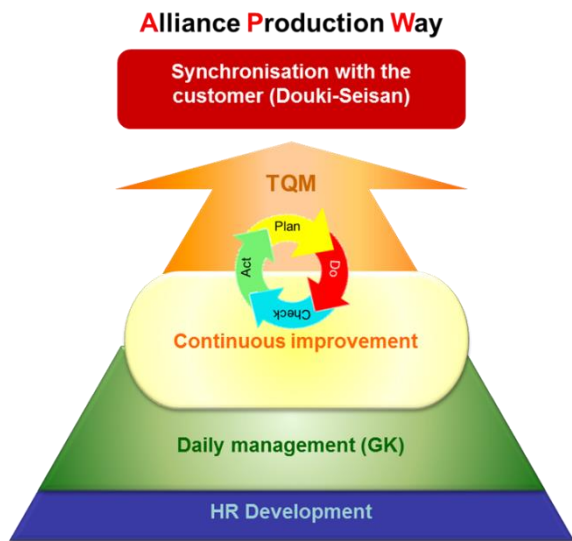 Alliance Production Way
Synchronisation with the
customer (Douki-Seisan)
TQM
Plan
Do
Check
Act
Continuous improvement
Daily management (GK)
HR Development